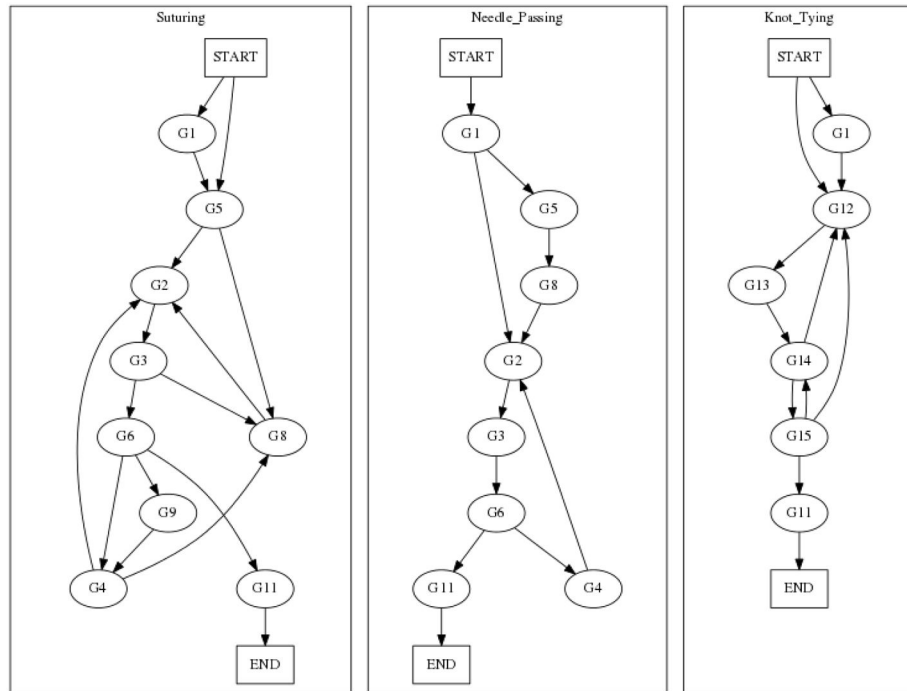 Suturing
START
G1
G5
G2
G3
G6
G8
G9
G4
G11
END
Needle_Passing
START
G1
G5
G8
G2
G3
G6
G11
G4
END
Knot_Tying
START
G1
G12
G13
G14
G15
G11
END